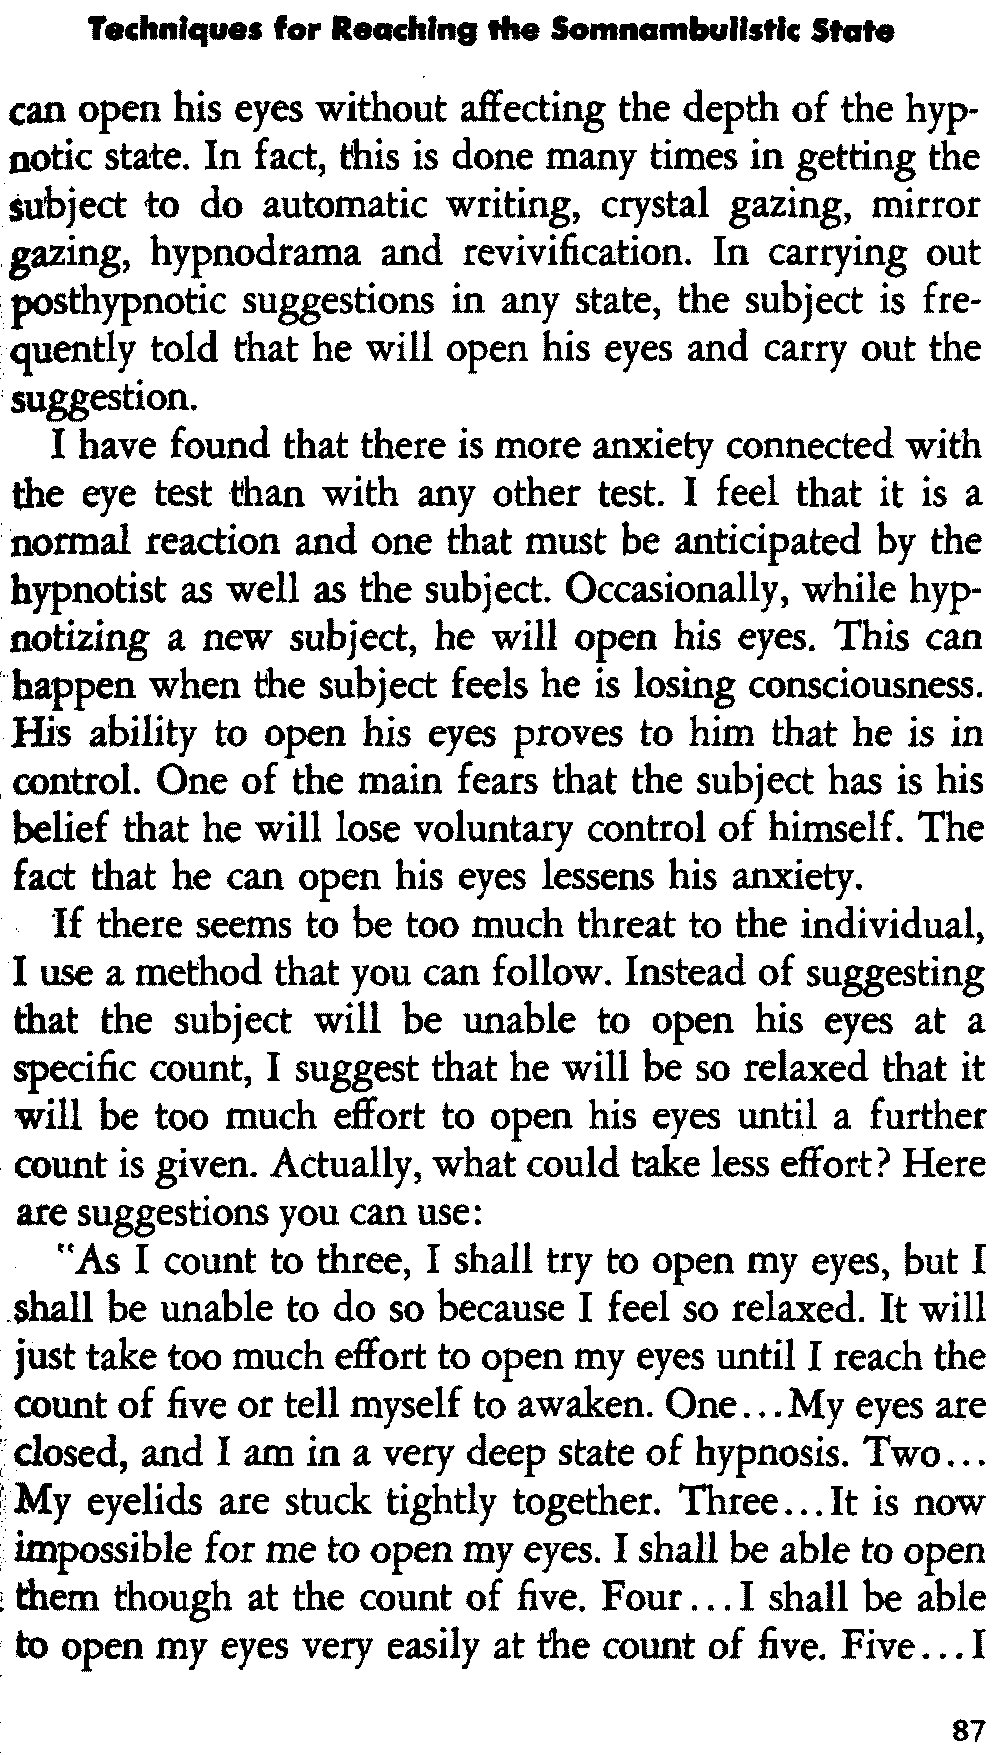 Techniques for Reaching the Somnambulistic State
can open his eyes without affecting the depth of the hyp-
notic state. In fact, this is done many times in getting the
subject to do automatic writing, crystal gazing, mirror
gazing, hypnodrama and revivification. In carrying out
posthypnotic suggestions in any state, the subject is fre-
quently told that he will open his eyes and carry out the
suggestion.
I have found that there is more anxiety connected with
the eye test than with any other test. I feel that it is a
normal reaction and one that must be anticipated by the
hypnotist as well as the subject. Occasionally, while hyp-
notizing a new subject, he will open his eyes. This can
happen when the subject feels he is losing consciousness.
His ability to open his eyes proves to him that he is in
control. One of the main fears that the subject has is his
belief that he will lose voluntary control of himself. The
fact that he can open his eyes lessens his anxiety.
If there seems to be too much threat to the individual,
I use a method that you can follow. Instead of suggesting
that the subject will be unable to open his eyes at a
specific count, I suggest that he will be so relaxed that it
will be too much effort to open his eyes until a further
count is given. Actually, what could take less effort? Here
are suggestions you can use:
"As I count to three, I shall try to open my eyes, but I
shall be unable to do so because I feel so relaxed. It will
just take too much effort to open my eyes until I reach the
count of five or tell myself to awaken. One...My eyes are
closed, and I am in a very deep state of hypnosis. Two...
My eyelids are stuck tightly together. Three...It is now
impossible for me to open my eyes. I shall be able to open
them though at the count of five. Four...I shall be able
to open my eyes very easily at the count of five. Five...I
87